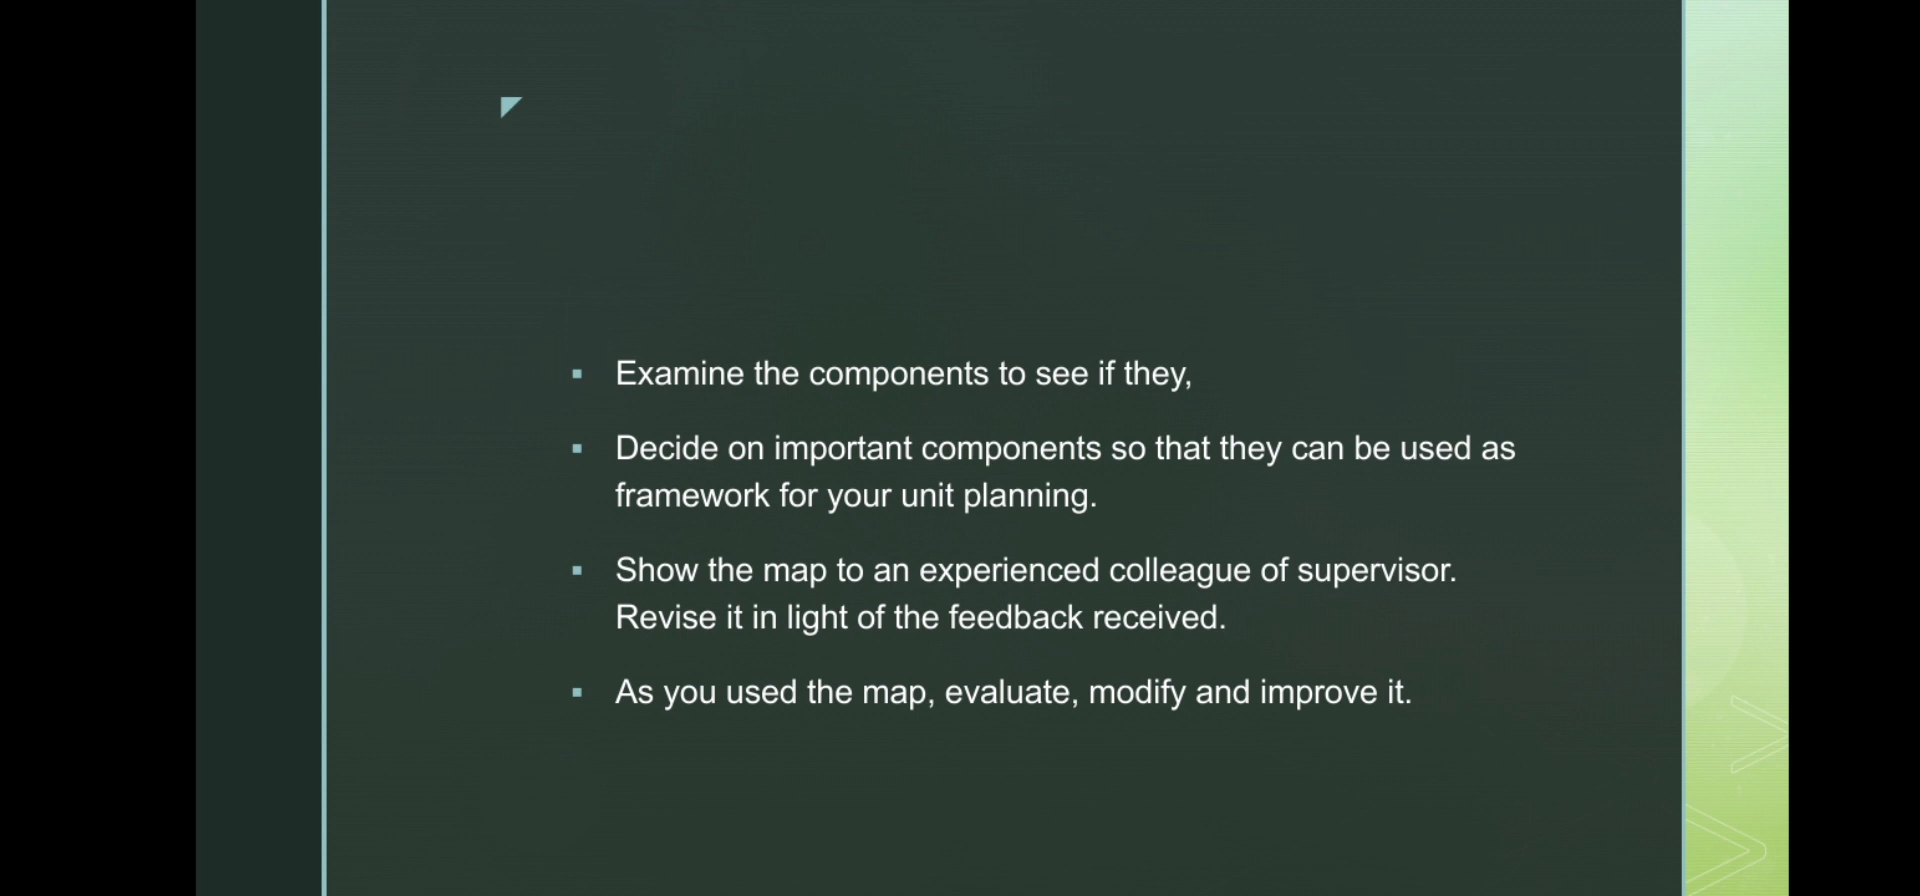 Examine the components to see if they,
Decide on important components so that they can be used as
framework for your unit planning.
Show the map to an experienced colleague of supervisor.
Revise it in light of the feedback received.
As you used the map, evaluate, modify and improve it.